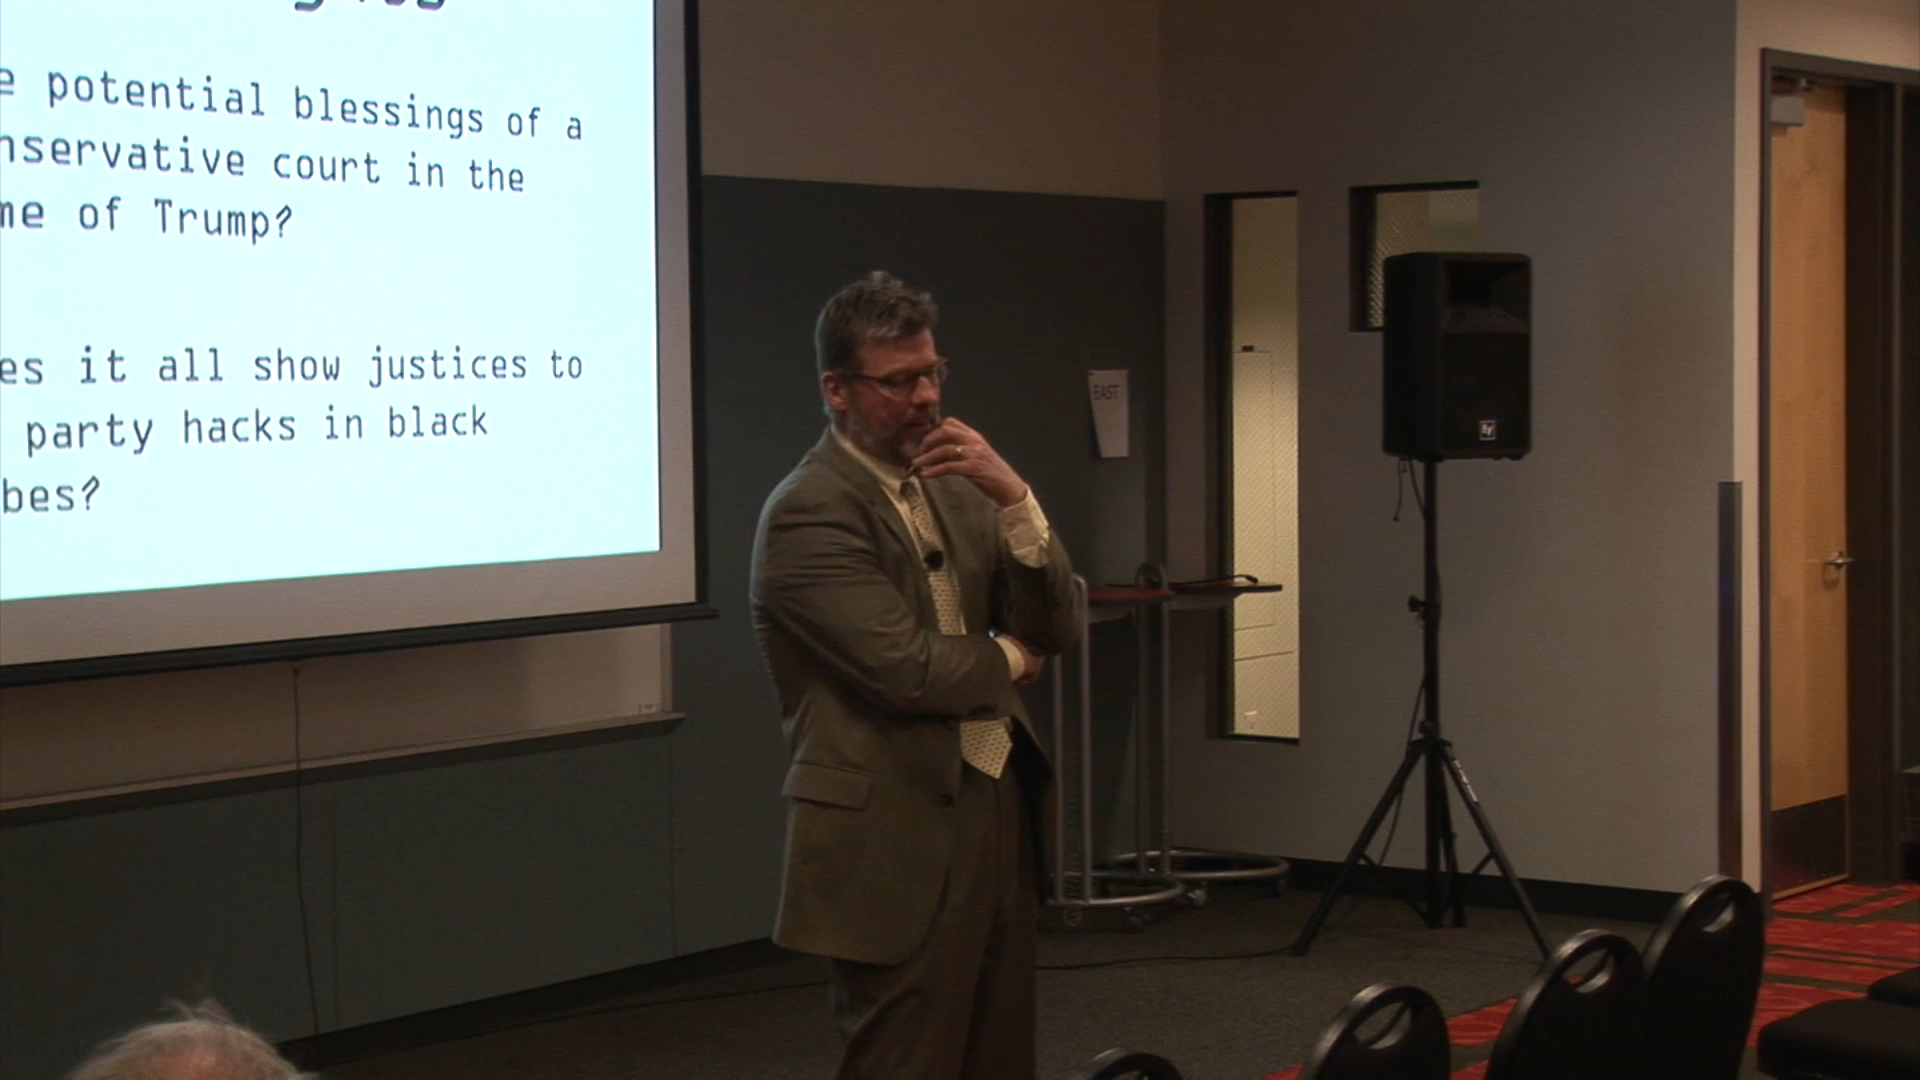 e potential blessings of a
nservative court in the
me of Trump?
es it all show justices to
party hacks in black
bes?
EAST
EV